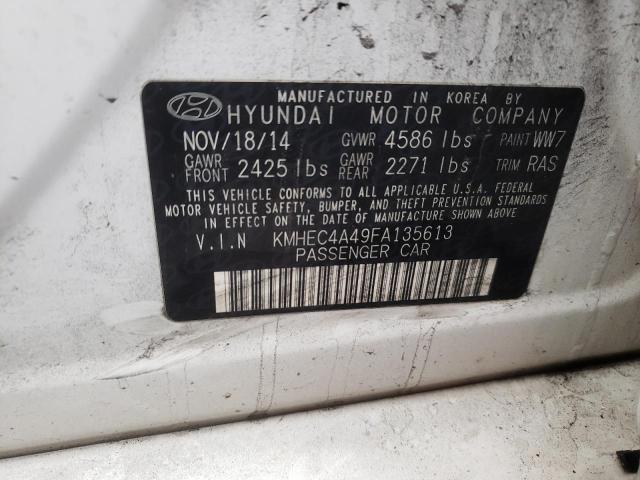 MANUFACTURED IN KOREA BY
HYUNDAI MOTOR COMPANY
NOV/18/14 GVWR 4586 lbs PAINT WW7
GAWR FRONT 2425 lbs GAWR REAR 2271 lbs TRIM RAS
THIS VEHICLE CONFORMS TO ALL APPLICABLE U.S.A. FEDERAL
MOTOR VEHICLE SAFETY, BUMPER, AND THEFT PREVENTION STANDARDS
IN EFFECT ON THE DATE OF MANUFACTURE SHOWN ABOVE.
V.I.N KMHEC4A49FA135613
PASSENGER CAR